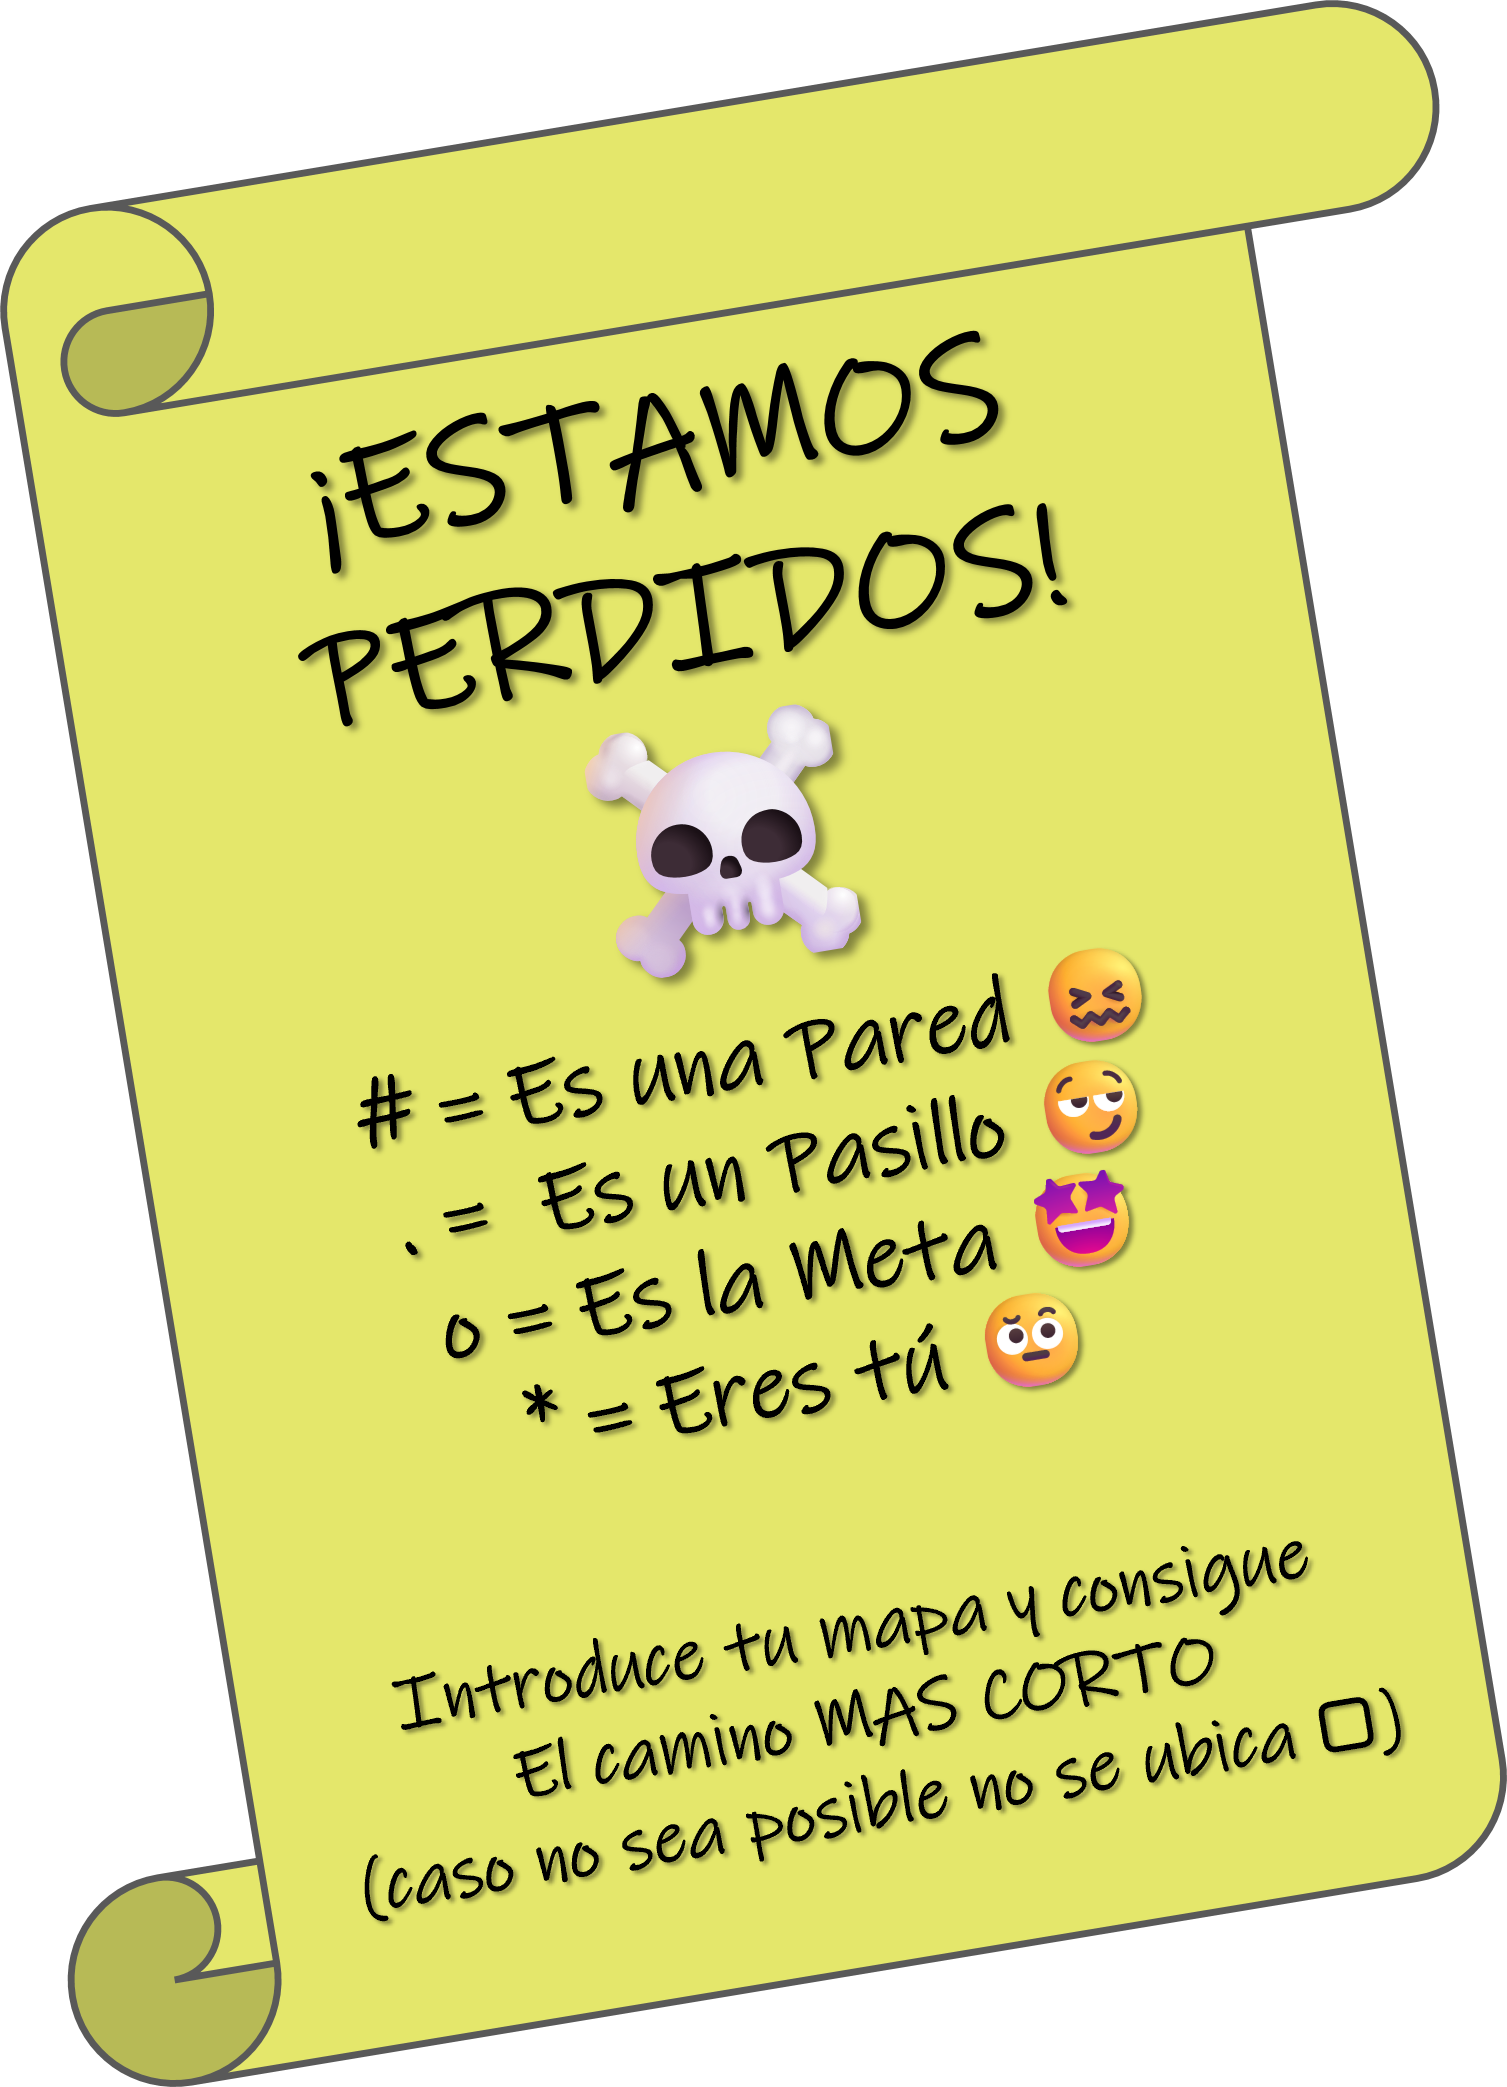 ¡ESTAMOS
PERDIDOS!
# = Es una Pared
. = Es un Pasillo
o = Es la Meta
* = Eres tú
Introduce tu mapa y consigue
El camino MAS CORTO
(caso no sea posible no se ubica □)